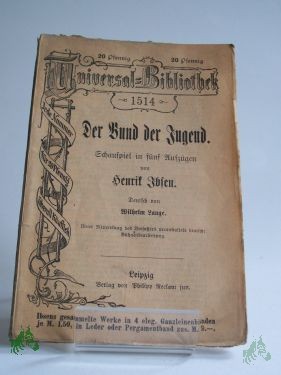 20 Pfennig 20 Pfennig
Universal-Bibliothek
1514
Der Bund der Jugend.
Schauspiel in fünf Aufzügen
von
Henrik Ibsen.
Deutsch von
Wilhelm Lange.
Leipzig
Verlag von Philipp Reclam jun.
Ibsens gesammelte Werke in 4 eleg. Ganzleinenbänden
je M. 1.50, in Leder oder Pergamentband zus. M.